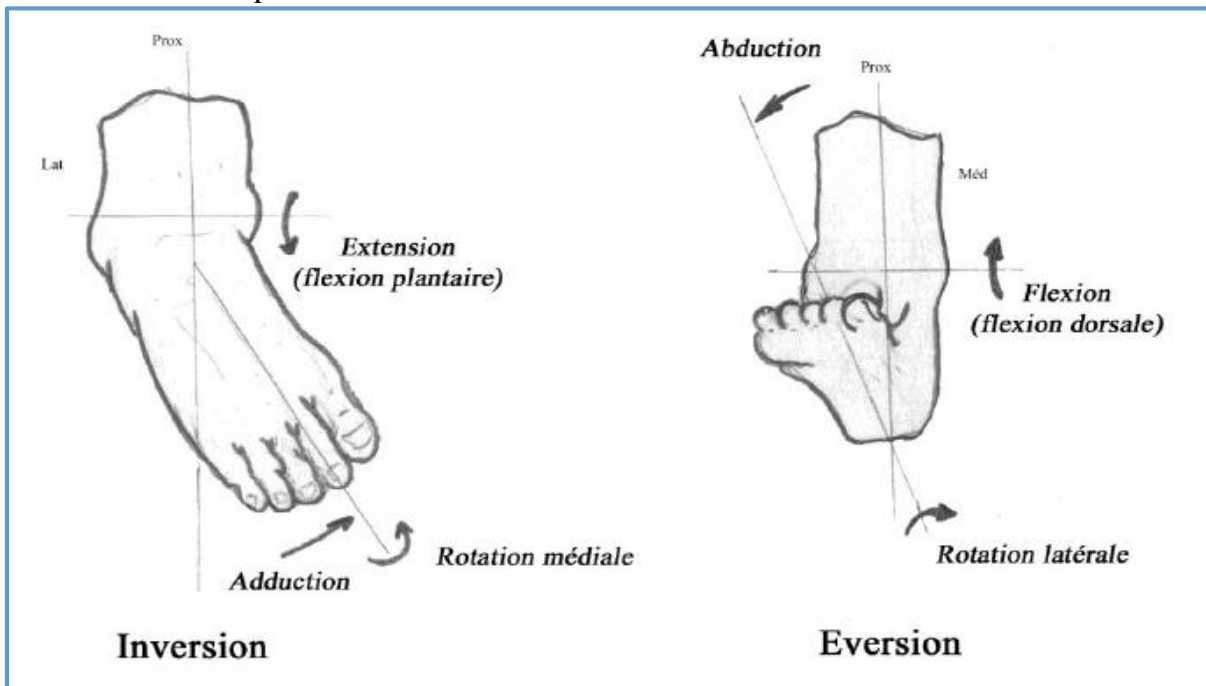 Prox
Lat
Extension
(flexion plantaire)
Adduction
Rotation médiale
Inversion
Abduction
Prox
Méd
Flexion
(flexion dorsale)
Rotation latérale
Eversion